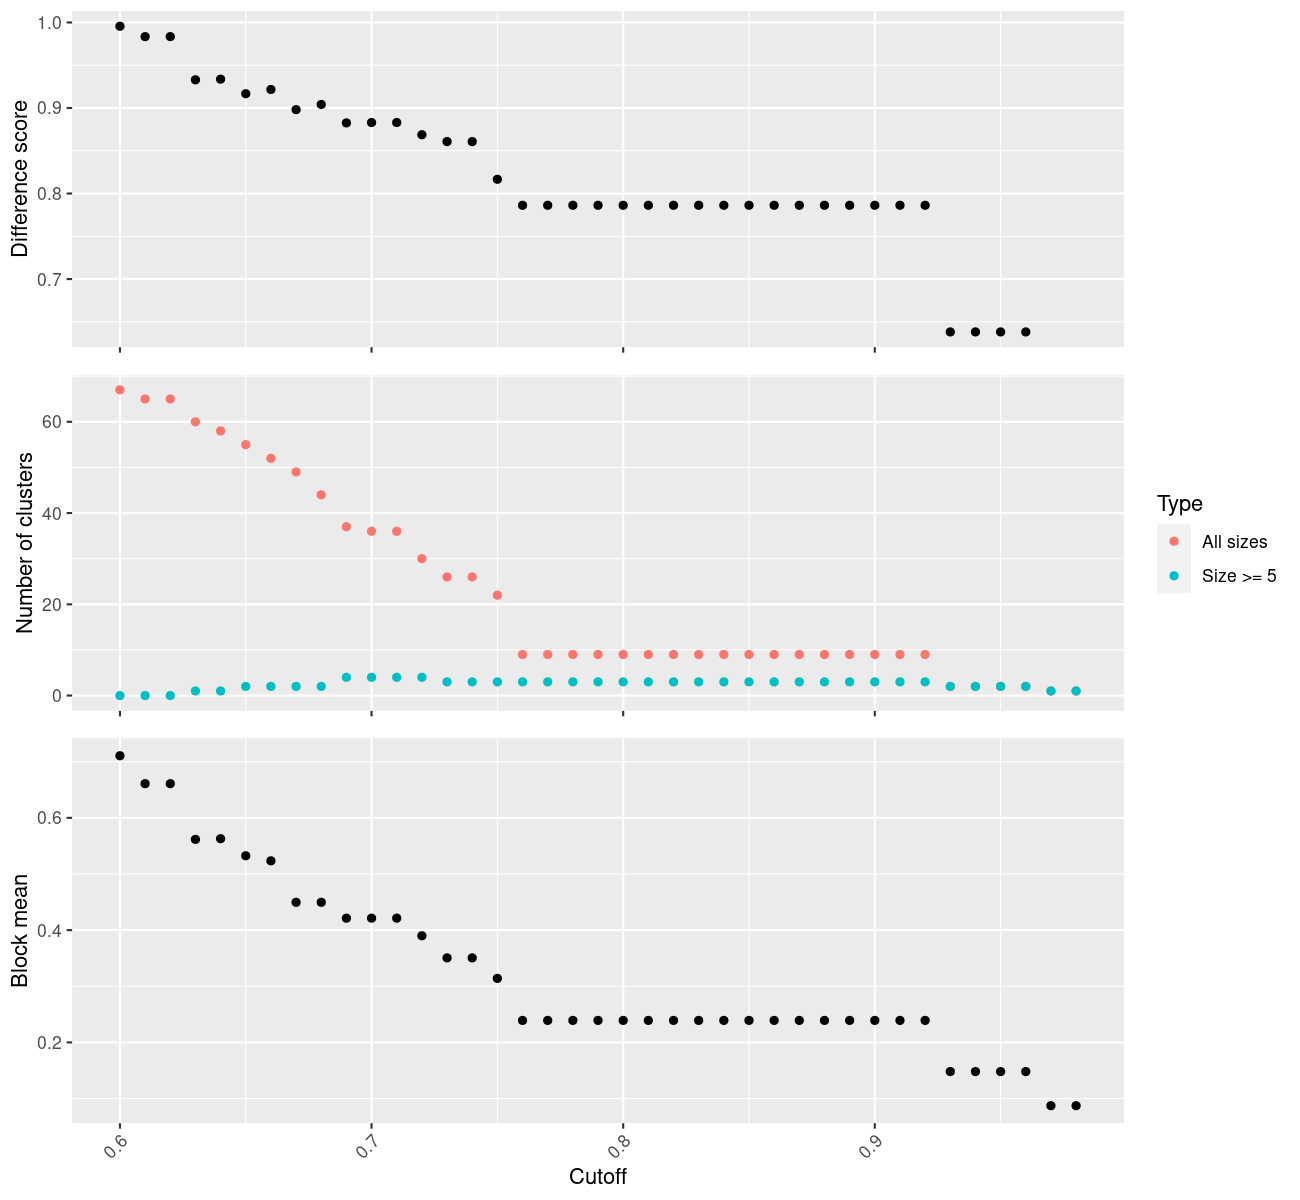 Difference score
1.0
0.9
0.8
0.7
Number of clusters
60
40
20
0
Type
All sizes
Size >= 5
Block mean
0.6
0.4
0.2
0.6
0.7
0.8
0.9
Cutoff